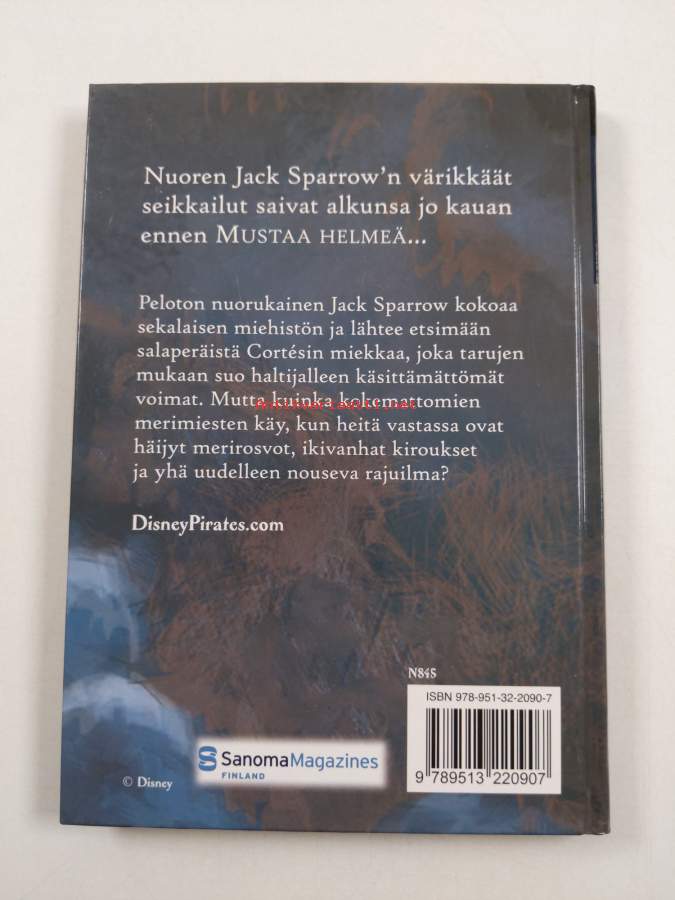 Nuoren Jack Sparrow'n värikkäät
seikkailut saivat alkunsa jo kauan
ennen MUSTAA HELMEÄ...
Peloton nuorukainen Jack Sparrow kokoaa
sekalaisen miehistön ja lähtee etsimään
salaperäistä Cortésin miekkaa, joka tarujen
mukaan suo haltijalleen käsittämättömät
voimat. Mutta kuinka kokemattomien
merimiesten käy, kun heitä vastassa ovat
häijyt merirosvot, ikivanhat kiroukset
ja yhä uudelleen nouseva rajuilma?
DisneyPirates.com
N845
ISBN 978-951-32-2090-7
9 789513 220907
SanomaMagazines
FINLAND
© Disney